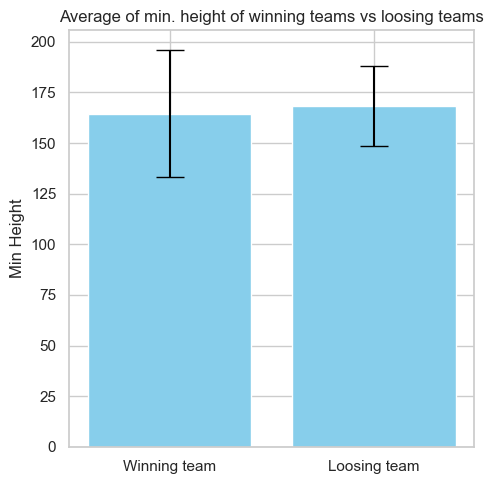 Average of min. height of winning teams vs loosing teams
200
175
150
125
100
75
50
25
0
Min Height
Winning team
Loosing team